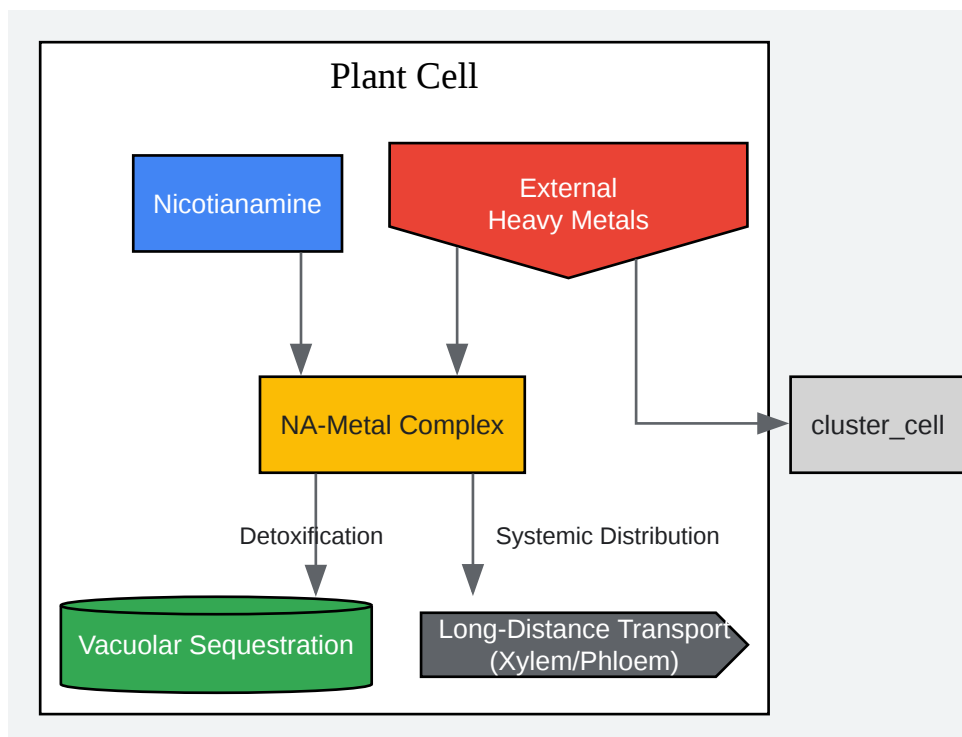 Plant Cell
Nicotianamine
External
Heavy Metals
NA-Metal Complex
cluster_cell
Detoxification
Systemic Distribution
Vacuolar Sequestration
Long-Distance Transport
(Xylem/Phloem)